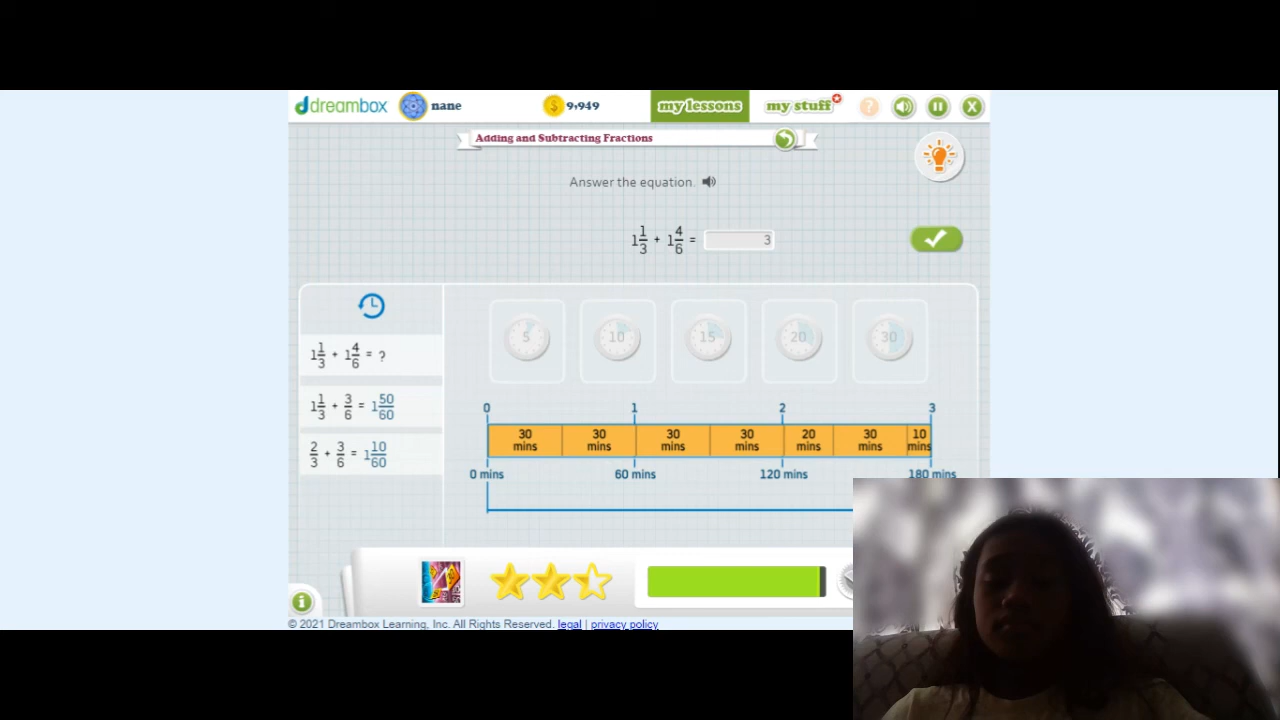 dreambox nane $ 9,949 my lessons my stuff ? X
Adding and Subtracting Fractions
Answer the equation.
1 1/3 + 1 4/6 = 3
1 1/3 + 1 4/6 = ?
1 1/3 + 3/6 = 1 50/60
2/3 + 3/6 = 1 10/60
5 10 15 20 30
0 1 2 3
30 mins 30 mins 30 mins 30 mins 20 mins 30 mins 10 mins
0 mins 60 mins 120 mins 180 mins
i
© 2021 Dreambox Learning, Inc. All Rights Reserved. legal | privacy policy